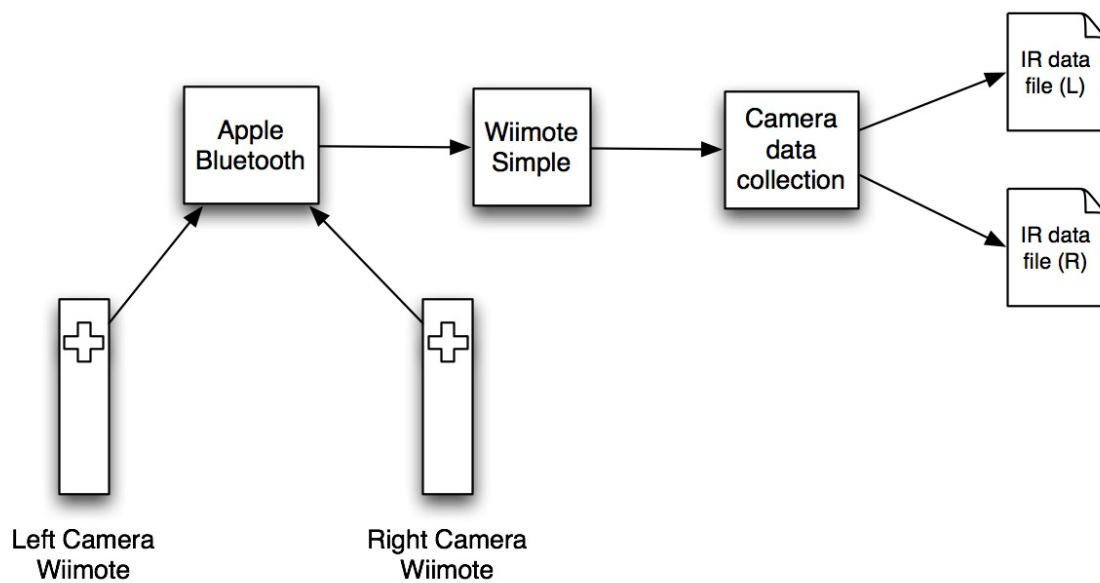 Apple
Bluetooth
Wiimote
Simple
Camera
data
collection
IR data
file (L)
IR data
file (R)
Left Camera
Wiimote
Right Camera
Wiimote